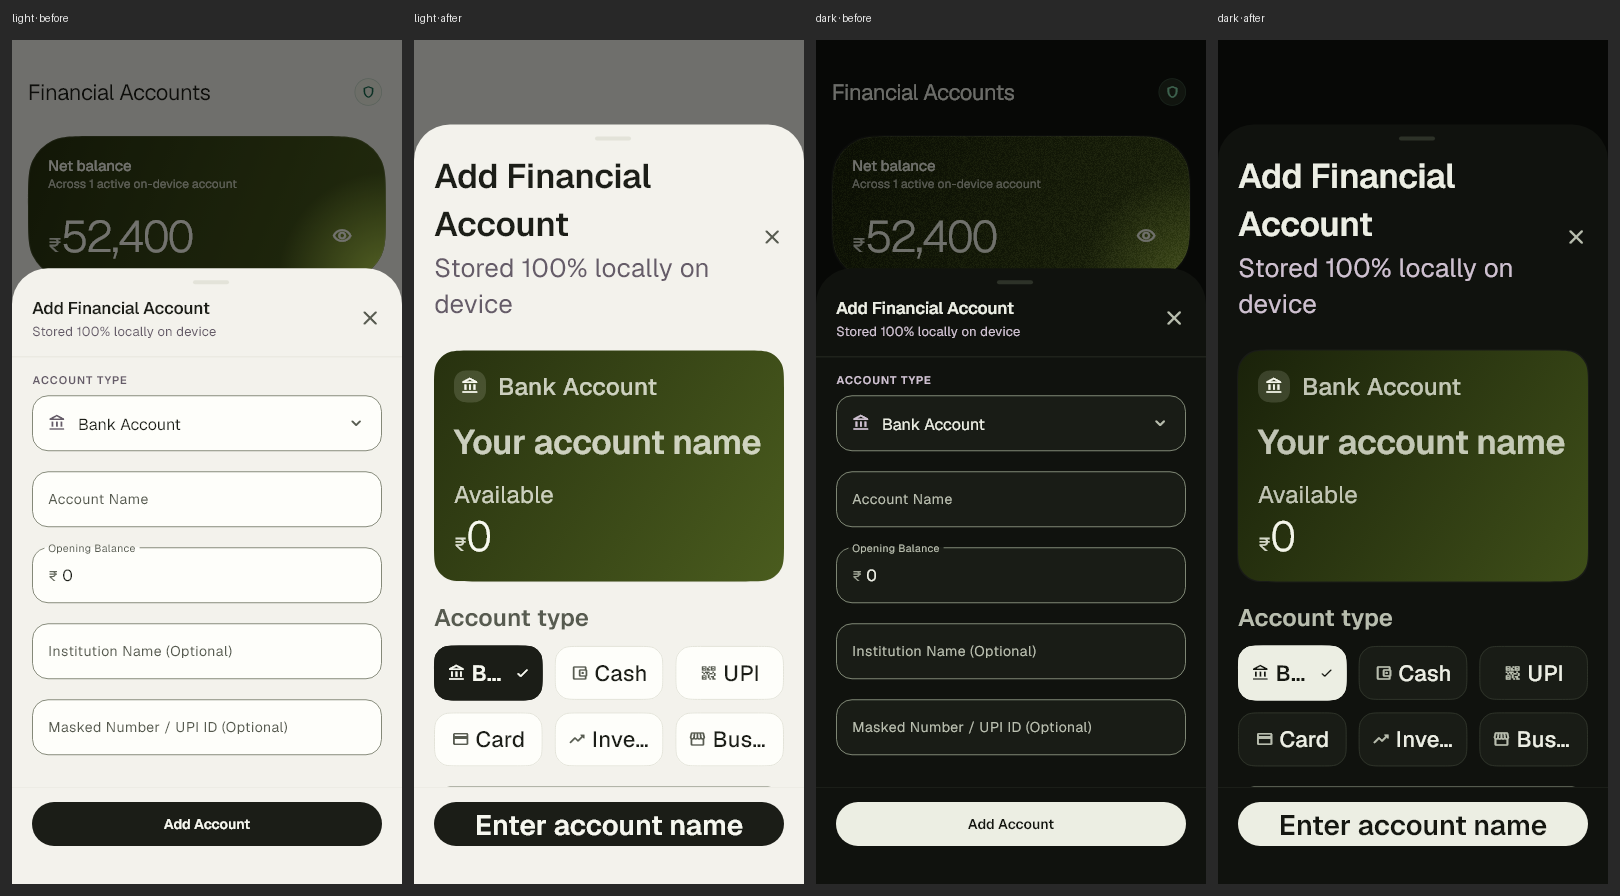 light·before
Financial Accounts
Net balance
Across 1 active on-device account
₹52,400
Add Financial Account
Stored 100% locally on device
ACCOUNT TYPE
Bank Account
Account Name
Opening Balance
₹ 0
Institution Name (Optional)
Masked Number / UPI ID (Optional)
Add Account
light·after
Add Financial
Account
Stored 100% locally on
device
Bank Account
Your account name
Available
₹0
Account type
B...
Cash
UPI
Card
Inve...
Bus...
Enter account name
dark·before
Financial Accounts
Net balance
Across 1 active on-device account
₹52,400
Add Financial Account
Stored 100% locally on device
ACCOUNT TYPE
Bank Account
Account Name
Opening Balance
₹ 0
Institution Name (Optional)
Masked Number / UPI ID (Optional)
Add Account
dark·after
Add Financial
Account
Stored 100% locally on
device
Bank Account
Your account name
Available
₹0
Account type
B...
Cash
UPI
Card
Inve...
Bus...
Enter account name